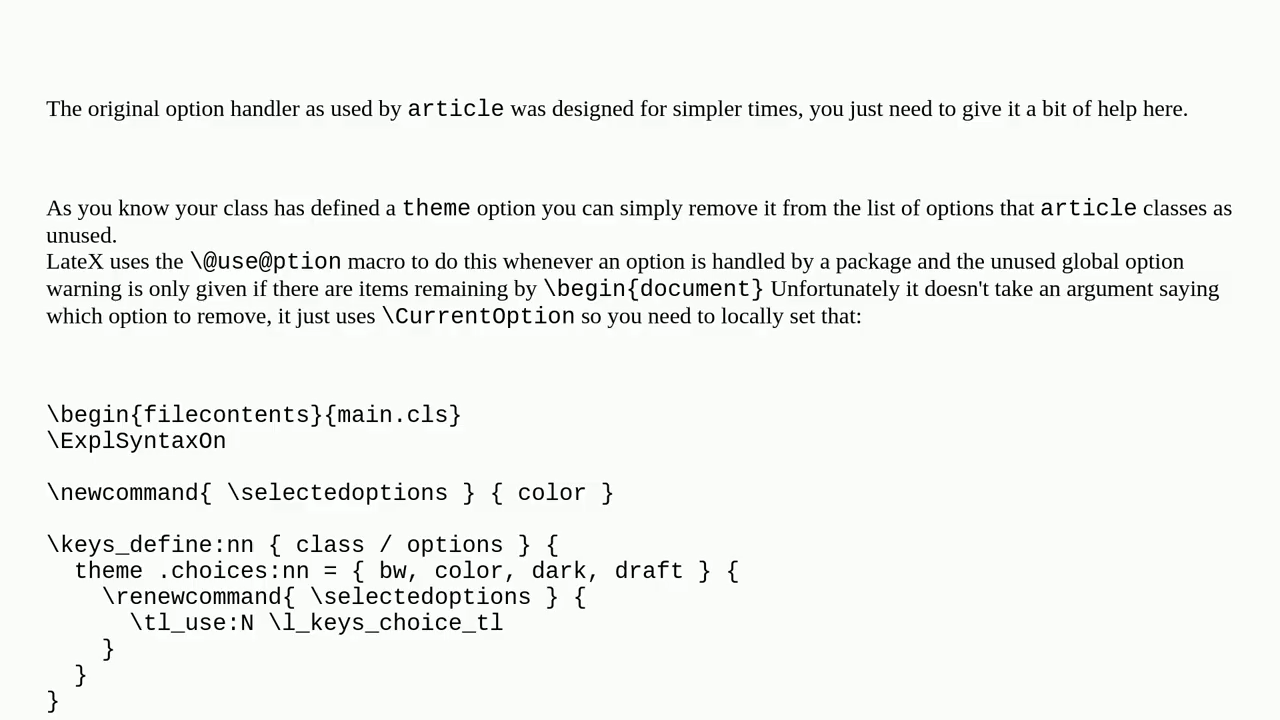 The original option handler as used by article was designed for simpler times, you just need to give it a bit of help here.
As you know your class has defined a theme option you can simply remove it from the list of options that article classes as
unused.
LateX uses the \@use@ption macro to do this whenever an option is handled by a package and the unused global option
warning is only given if there are items remaining by \begin{document} Unfortunately it doesn't take an argument saying
which option to remove, it just uses \CurrentOption so you need to locally set that:
\begin{filecontents}{main.cls}
\ExplSyntaxOn
\newcommand{ \selectedoptions } { color }
\keys_define:nn { class / options } {
  theme .choices:nn = { bw, color, dark, draft } {
    \renewcommand{ \selectedoptions } {
      \tl_use:N \l_keys_choice_tl
    }
  }
}